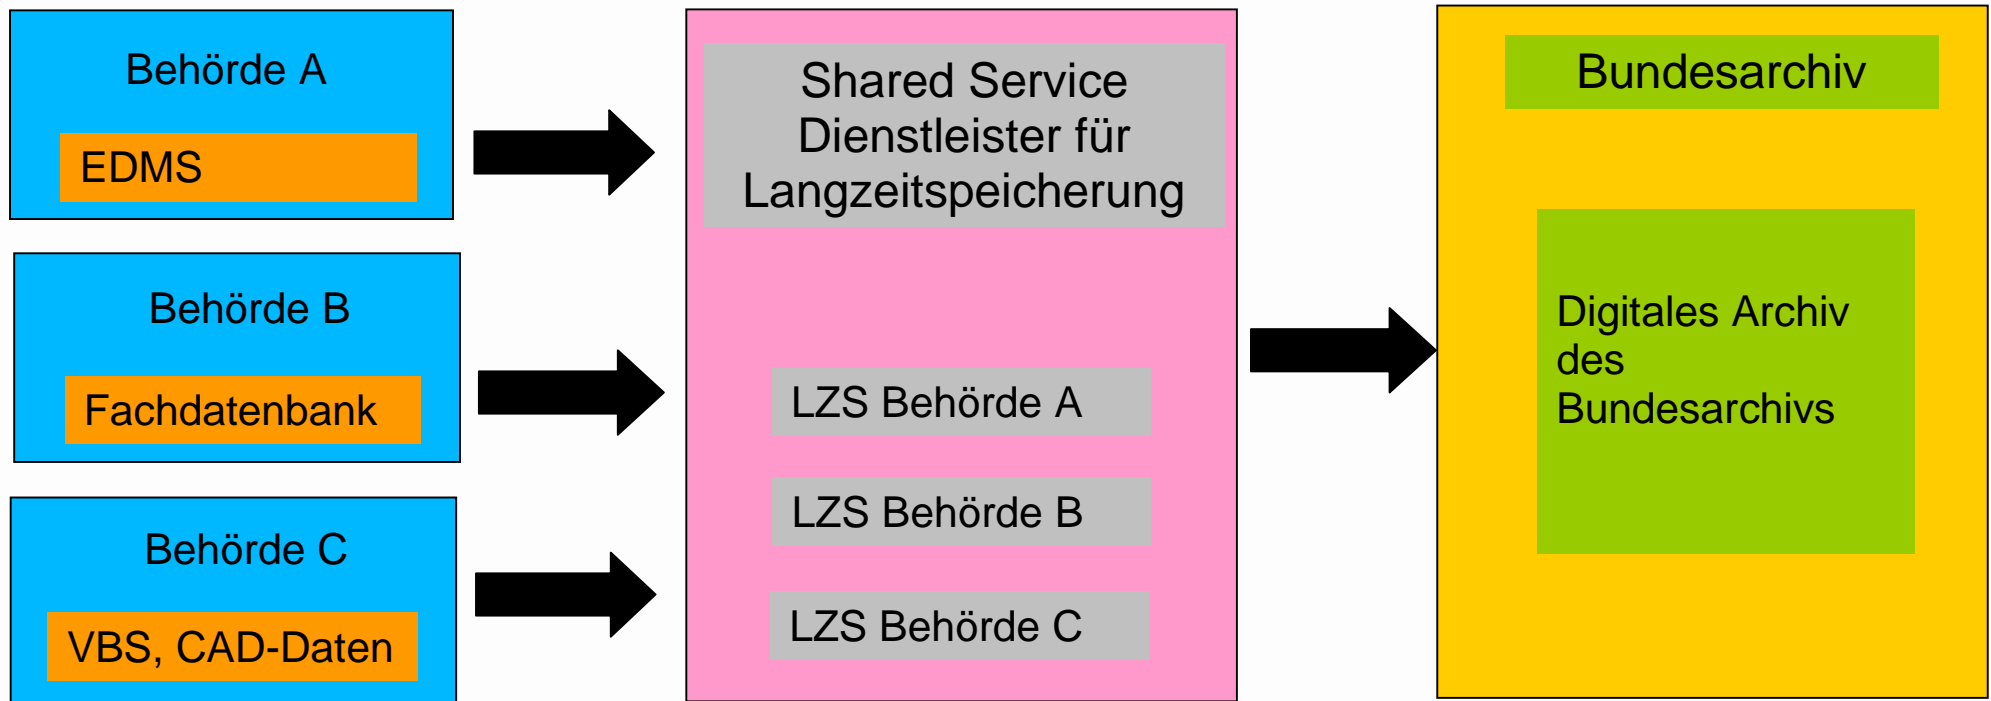 Behörde A
EDMS
Behörde B
Fachdatenbank
Behörde C
VBS, CAD-Daten
Shared Service
Dienstleister für
Langzeitspeicherung
LZS Behörde A
LZS Behörde B
LZS Behörde C
Bundesarchiv
Digitales Archiv
des
Bundesarchivs